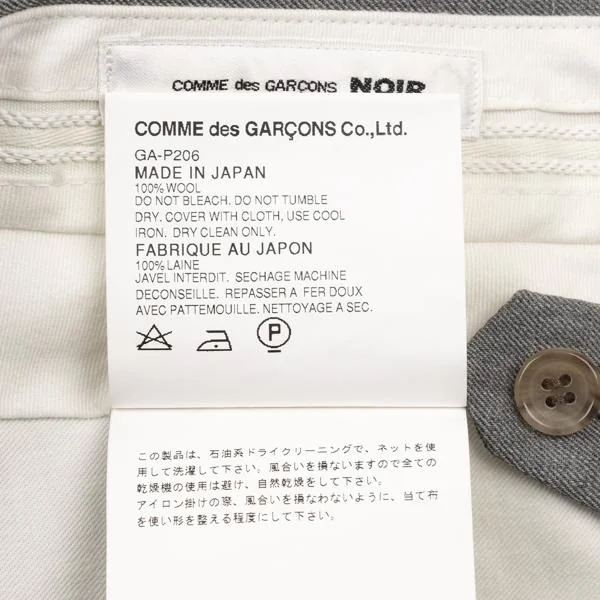 COMME des GARCONS NOIR
COMME des GARÇONS Co.,Ltd.
GA-P206
MADE IN JAPAN
100% WOOL
DO NOT BLEACH. DO NOT TUMBLE
DRY. COVER WITH CLOTH, USE COOL
IRON. DRY CLEAN ONLY.
FABRIQUE AU JAPON
100% LAINE
JAVEL INTERDIT. SECHAGE MACHINE
DECONSEILLE. REPASSER A FER DOUX
AVEC PATTEMOUILLE. NETTOYAGE A SEC.
P
この製品は、石油系ドライクリーニングで、ネットを使
用して洗濯して下さい。風合いを損ないますので全ての
乾燥機の使用は避け、自然乾燥をして下さい。
アイロン掛けの際、風合いを損なわないように、当て布
を使い形を整える程度にして下さい。